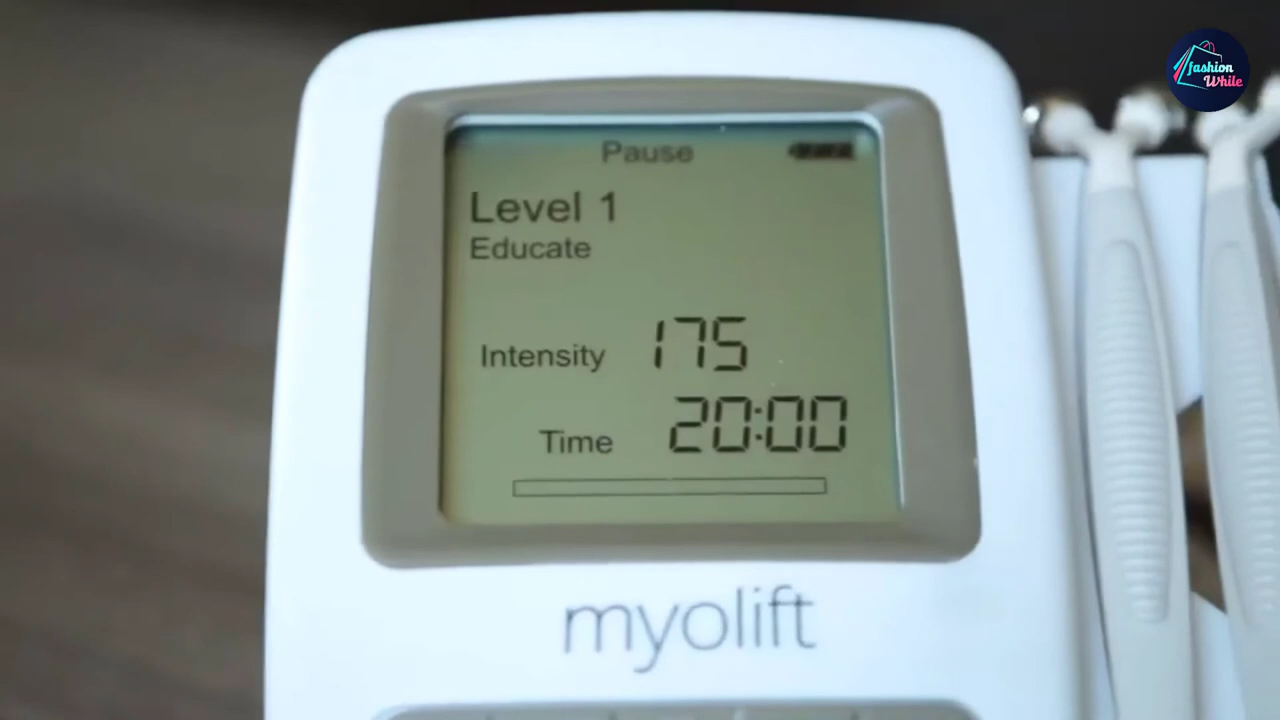 fashion
While
Pause
Level 1
Educate
Intensity 175
Time 20:00
myolift